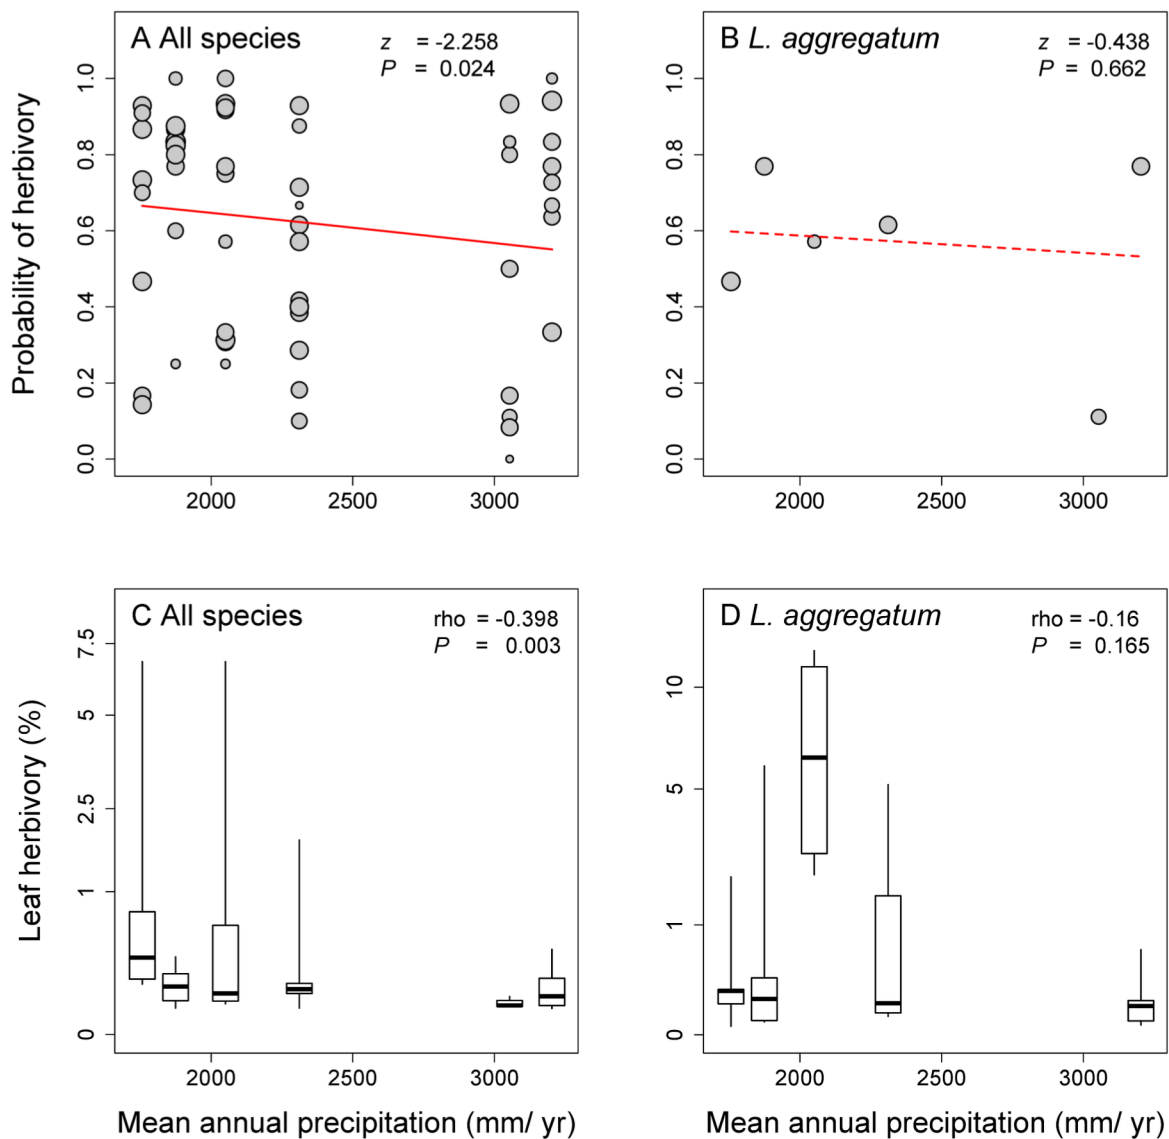 A All species
z = -2.258
P = 0.024
Probability of herbivory
1.0
0.8
0.6
0.4
0.2
0.0
2000 2500 3000
B L. aggregatum
z = -0.438
P = 0.662
1.0
0.8
0.6
0.4
0.2
0.0
2000 2500 3000
C All species
rho = -0.398
P = 0.003
Leaf herbivory (%)
7.5
5
2.5
1
0
2000 2500 3000
Mean annual precipitation (mm/ yr)
D L. aggregatum
rho = -0.16
P = 0.165
10
5
1
0
2000 2500 3000
Mean annual precipitation (mm/ yr)